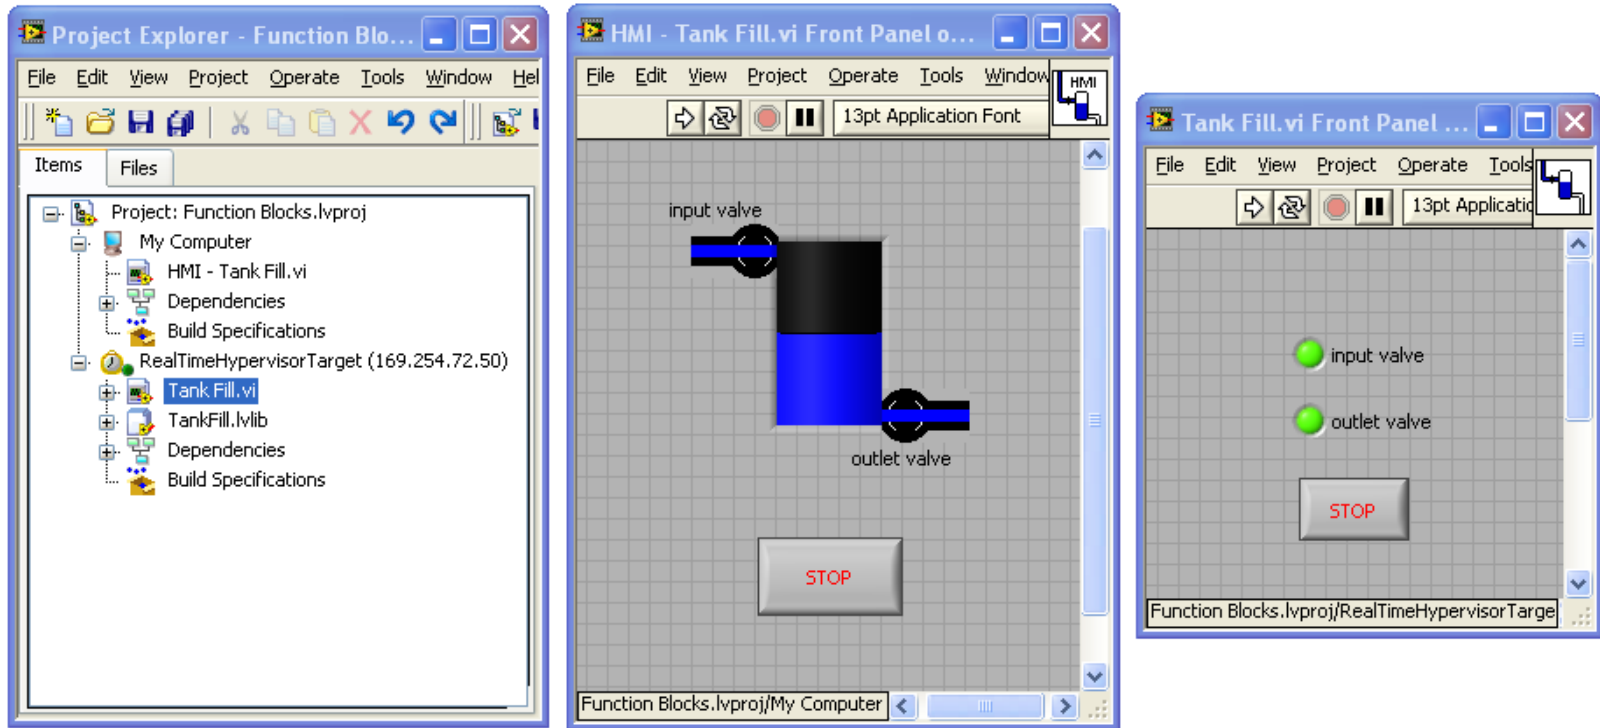 Project Explorer - Function Blo...
File Edit View Project Operate Tools Window Hel
Items Files
Project: Function Blocks.lvproj
My Computer
HMI - Tank Fill.vi
Dependencies
Build Specifications
RealTimeHypervisorTarget (169.254.72.50)
Tank Fill.vi
TankFill.lvlib
Dependencies
Build Specifications
HMI - Tank Fill.vi Front Panel o...
File Edit View Project Operate Tools Window
HMI
13pt Application Font
input valve
outlet valve
STOP
Function Blocks.lvproj/My Computer
Tank Fill.vi Front Panel ...
File Edit View Project Operate Tools
13pt Applicatic
input valve
outlet valve
STOP
Function Blocks.lvproj/RealTimeHypervisorTarge